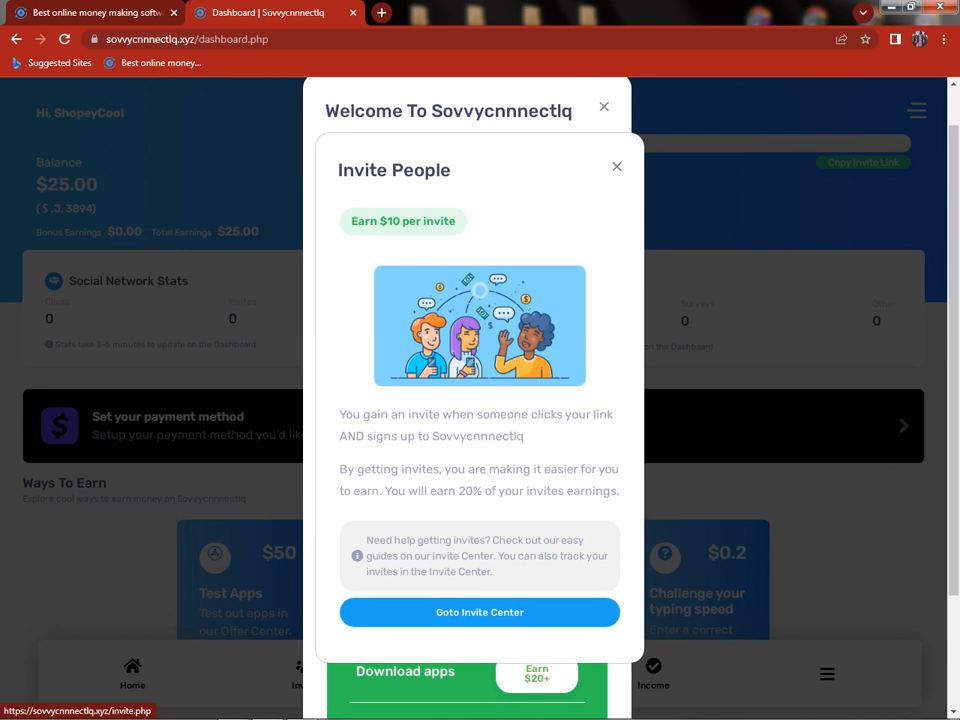 Best online money making softw
Dashboard | Sovvycnnnectlq
sovvycnnnectlq.xyz/dashboard.php
Suggested Sites
Best online money...
Hi, ShopeyCool
Balance
$25.00
Bonus Earnings $0.00 Total Earnings $25.00
Copy Invite Link
Welcome To Sovvycnnnectlq
Invite People
Earn $10 per invite
$
You gain an invite when someone clicks your link
AND signs up to Sovvycnnnectlq
By getting invites, you are making it easier for you
to earn. You will earn 20% of your invites earnings.
Need help getting invites? Check out our easy
guides on our Invite Center. You can also track your
invites in the Invite Center.
Goto Invite Center
Social Network Stats
Clicks
Invites
Surveys
Other
0
0
0
0
Stats take 3-5 minutes to update on the Dashboard
on the Dashboard
$
Set your payment method
Setup your payment method you'd like
Ways To Earn
Explore cool ways to earn money on Sovvycnnnectlq
$50
Test Apps
Test out apps in
our Offer Center.
$0.2
Challenge your
typing speed
Enter a correct
Download apps
Earn
$20+
Home
Inv
Income
https://sovvycnnnectlq.xyz/invite.php